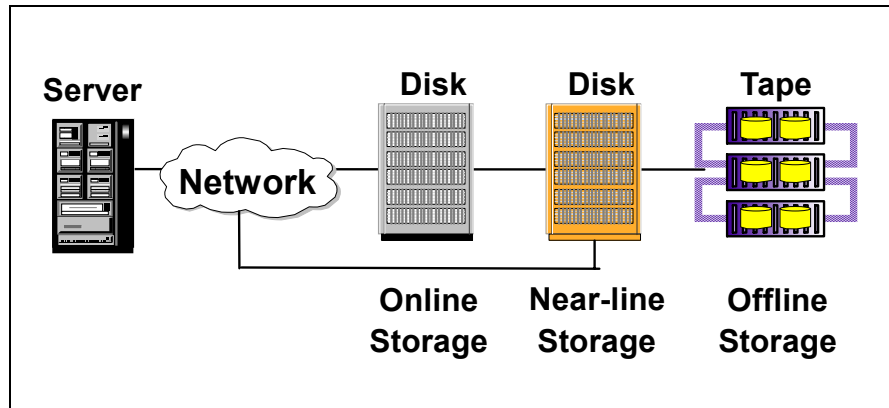 Server
Disk
Disk
Tape
Network
Online
Storage
Near-line
Storage
Offline
Storage